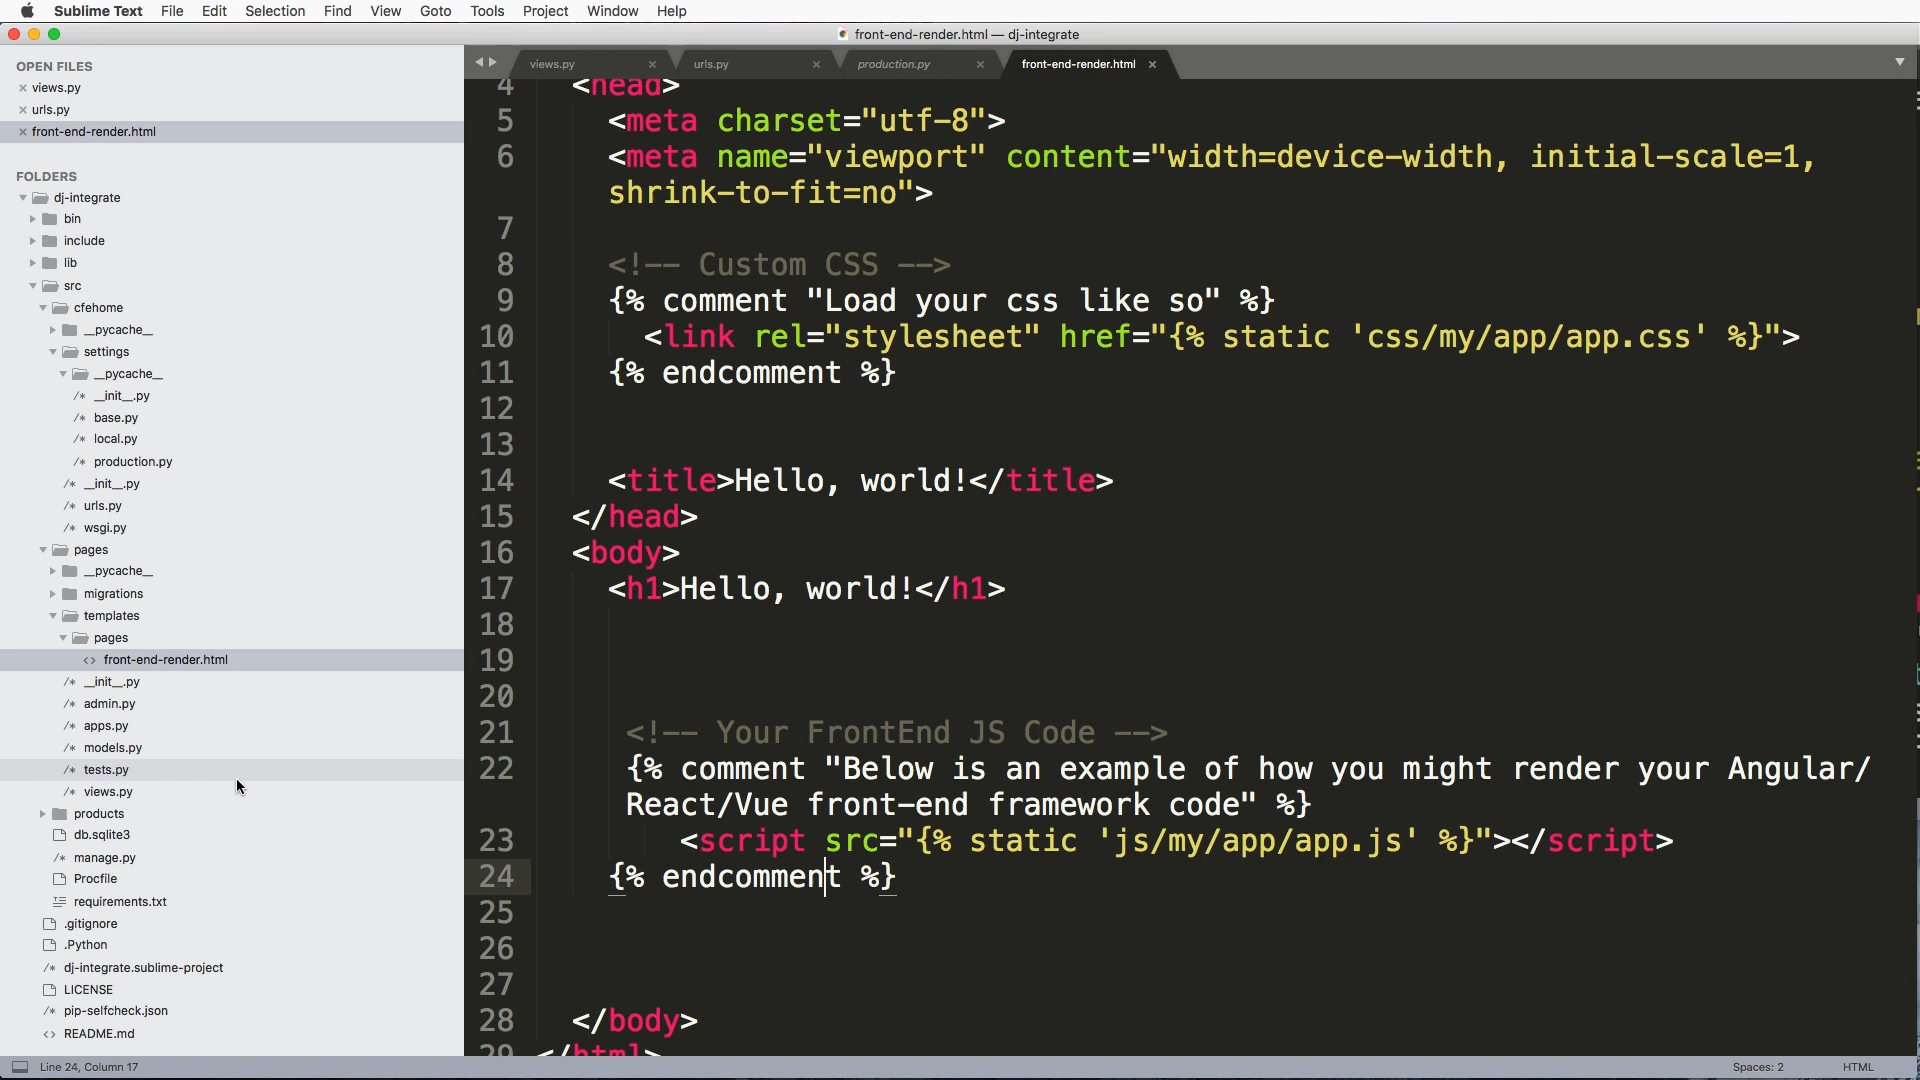 Sublime Text File Edit Selection Find View Goto Tools Project Window Help
front-end-render.html — dj-integrate
OPEN FILES
views.py
urls.py
front-end-render.html
FOLDERS
dj-integrate
bin
include
lib
src
cfehome
__pycache__
settings
__pycache__
/* __init__.py
/* base.py
/* local.py
/* production.py
/* __init__.py
/* urls.py
/* wsgi.py
pages
__pycache__
migrations
templates
pages
<> front-end-render.html
/* __init__.py
/* admin.py
/* apps.py
/* models.py
/* tests.py
/* views.py
products
db.sqlite3
/* manage.py
Procfile
requirements.txt
.gitignore
.Python
/* dj-integrate.sublime-project
LICENSE
/* pip-selfcheck.json
<> README.md
views.py urls.py production.py front-end-render.html
4 <head>
5 <meta charset="utf-8">
6 <meta name="viewport" content="width=device-width, initial-scale=1,
shrink-to-fit=no">
7
8 <!-- Custom CSS -->
9 {% comment "Load your css like so" %}
10 <link rel="stylesheet" href="{% static 'css/my/app/app.css' %}">
11 {% endcomment %}
12
13
14 <title>Hello, world!</title>
15 </head>
16 <body>
17 <h1>Hello, world!</h1>
18
19
20
21 <!-- Your FrontEnd JS Code -->
22 {% comment "Below is an example of how you might render your Angular/
React/Vue front-end framework code" %}
23 <script src="{% static 'js/my/app/app.js' %}"></script>
24 {% endcomment %}
25
26
27
28 </body>
29 </html>
Line 24, Column 17 Spaces: 2 HTML